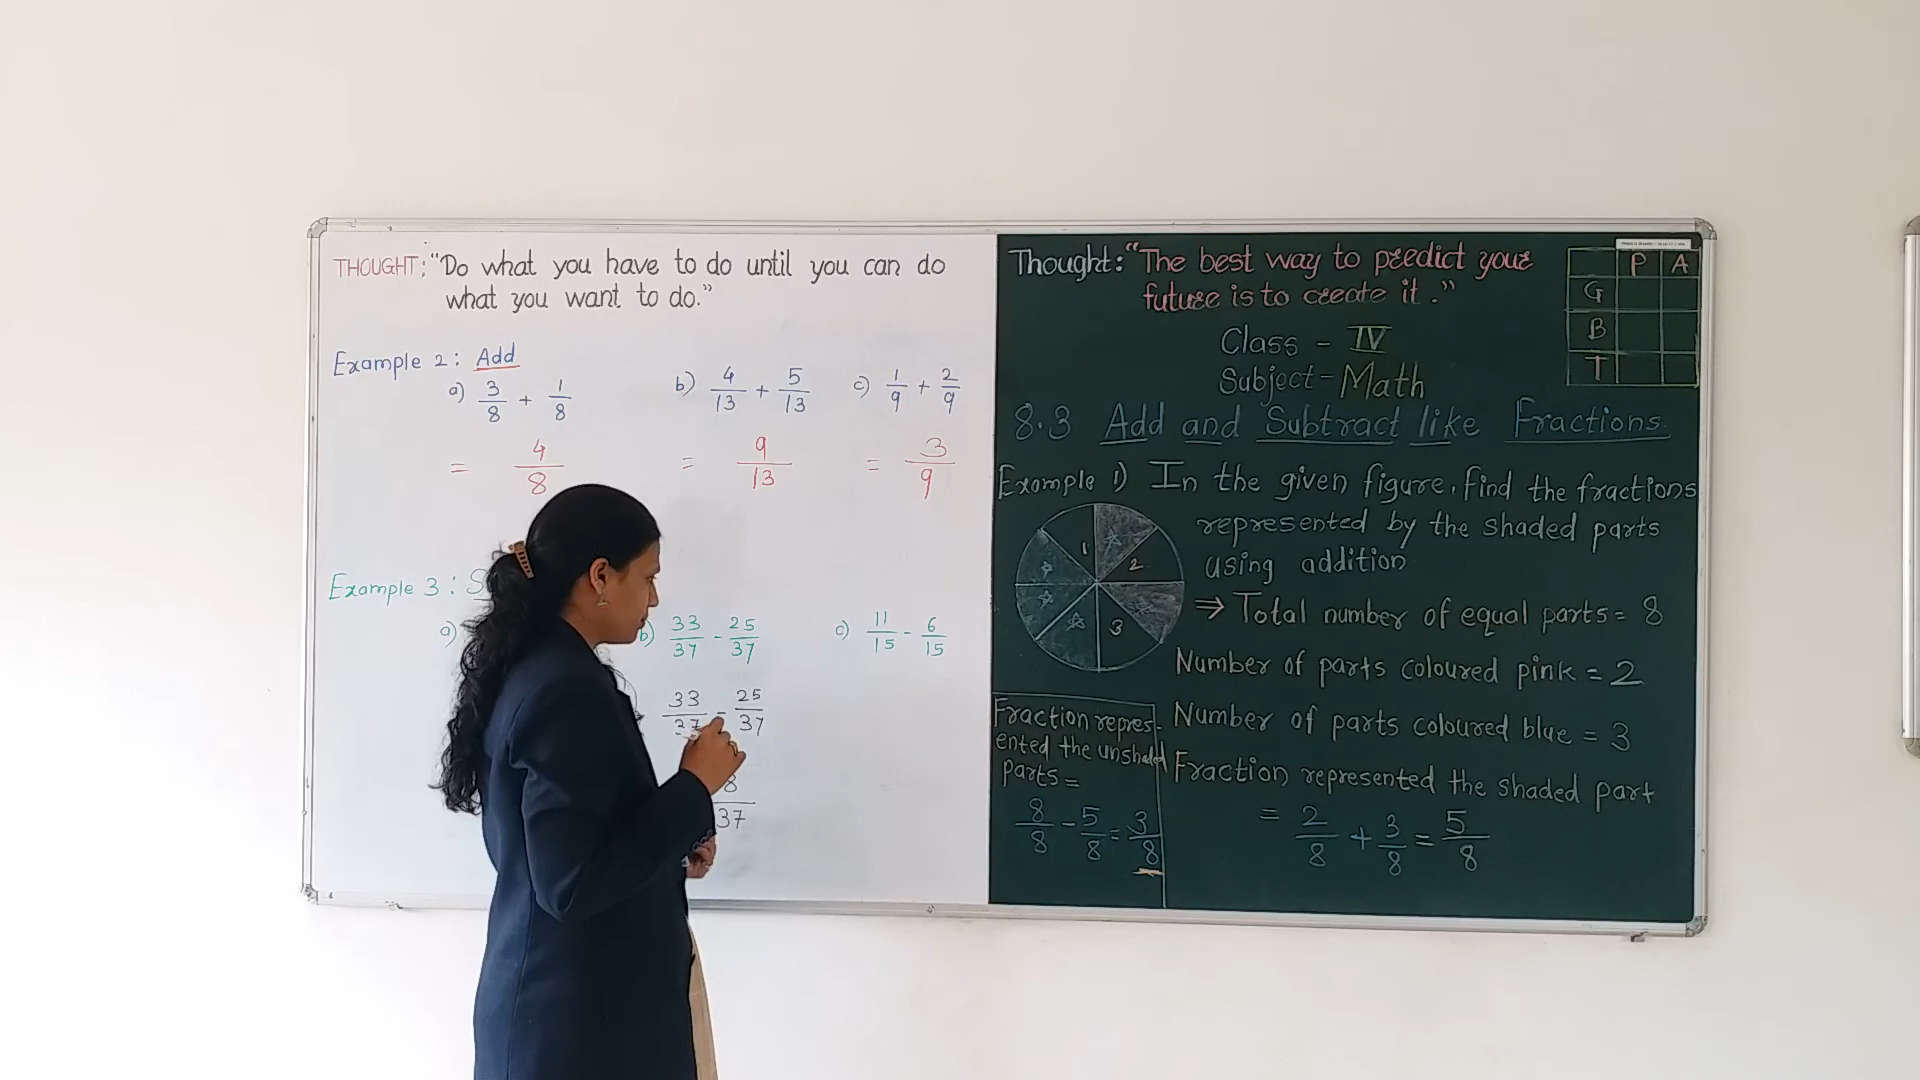 THOUGHT: "Do what you have to do until you can do
what you want to do."
Example 2: Add
a) 3/8 + 1/8 b) 4/13 + 5/13 c) 1/9 + 2/9
= 4/8 = 9/13 = 3/9
Example 3:
a) b) 33/37 - 25/37 c) 11/15 - 6/15
33/37 - 25/37
8/37
Thought: "The best way to predict your
future is to create it."
P A
G
B
T
Class - IV
Subject - Math
8.3 Add and Subtract like Fractions.
Example 1) In the given figure, find the fractions
represented by the shaded parts
using addition
1
2
3
⇒ Total number of equal parts = 8
Number of parts coloured pink = 2
Number of parts coloured blue = 3
Fraction represented the shaded part
= 2/8 + 3/8 = 5/8
Fraction repres-
ented the unshaded
parts =
8/8 - 5/8 = 3/8